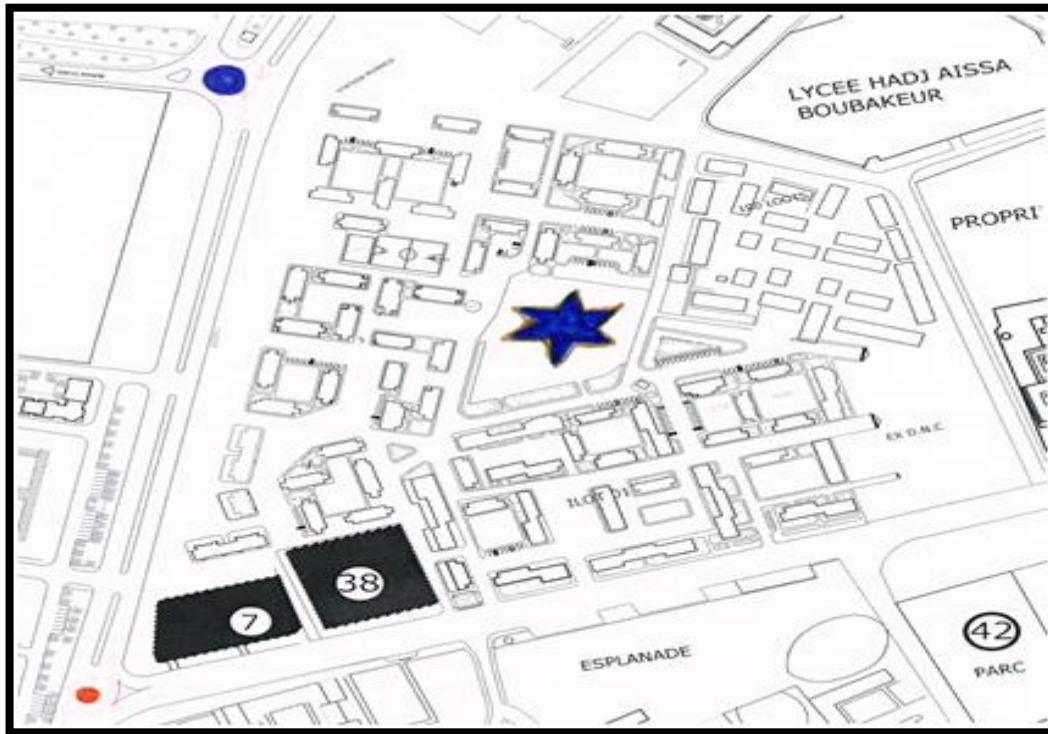 LYCEE HADJ AISSA
BOUBAKEUR
PROPRI
EX D.N.C
ILOT 01
38
7
42
PARC
ESPLANADE